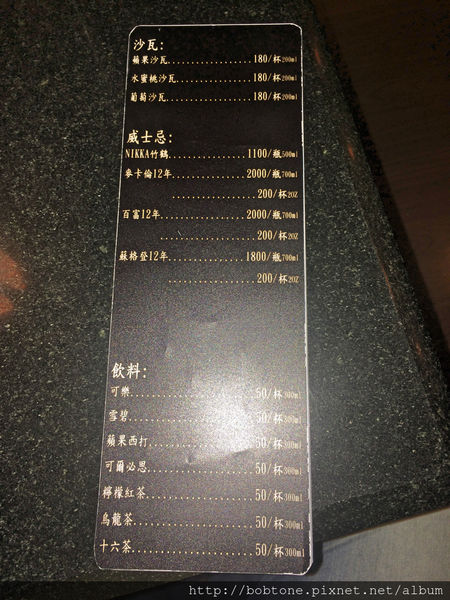 沙瓦:
蘋果沙瓦..................180/杯200ml
水蜜桃沙瓦................180/杯200ml
葡萄沙瓦..................180/杯200ml
威士忌:
NIKKA竹鶴................1100/瓶500ml
麥卡倫12年................2000/瓶700ml
..................200/杯2OZ
百富12年..................2000/瓶700ml
....................200/杯2OZ
蘇格登12年................1800/瓶700ml
..................200/杯2OZ
飲料:
可樂.........................50/杯300ml
雪碧.........................50/杯300ml
蘋果西打.....................50/杯300ml
可爾必思.....................50/杯300ml
檸檬紅茶.....................50/杯300ml
烏龍茶.......................50/杯300ml
十六茶.......................50/杯300ml
http://bobtone.pixnet.net/album